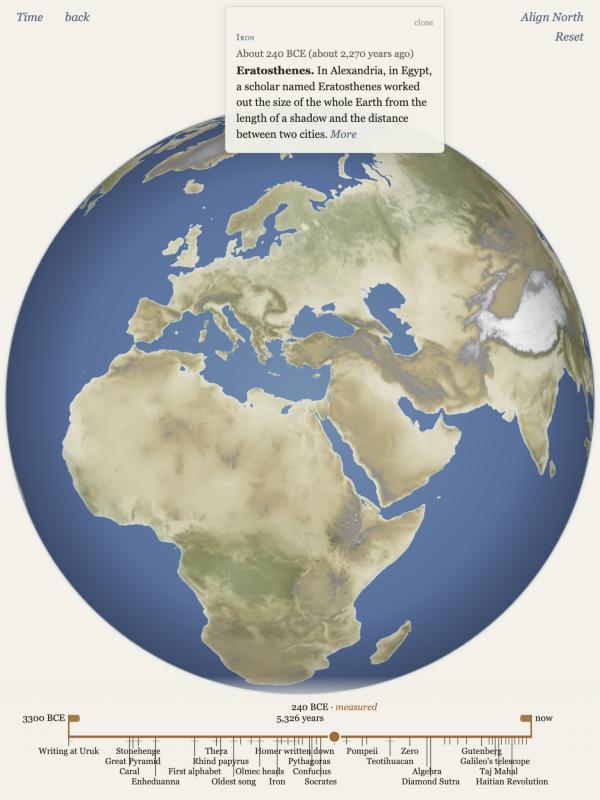 Time back
Align North
Reset
close
Iron
About 240 BCE (about 2,270 years ago)
Eratosthenes. In Alexandria, in Egypt,
a scholar named Eratosthenes worked
out the size of the whole Earth from the
length of a shadow and the distance
between two cities. More
240 BCE · measured
3300 BCE 5,326 years now
Writing at Uruk Stonehenge Thera Homer written down Pompeii Zero Gutenberg
Great Pyramid Rhind papyrus Pythagoras Teotihuacan Galileo's telescope
Caral First alphabet Olmec heads Confucius Algebra Taj Mahal
Enheduanna Oldest song Iron Socrates Diamond Sutra Haitian Revolution